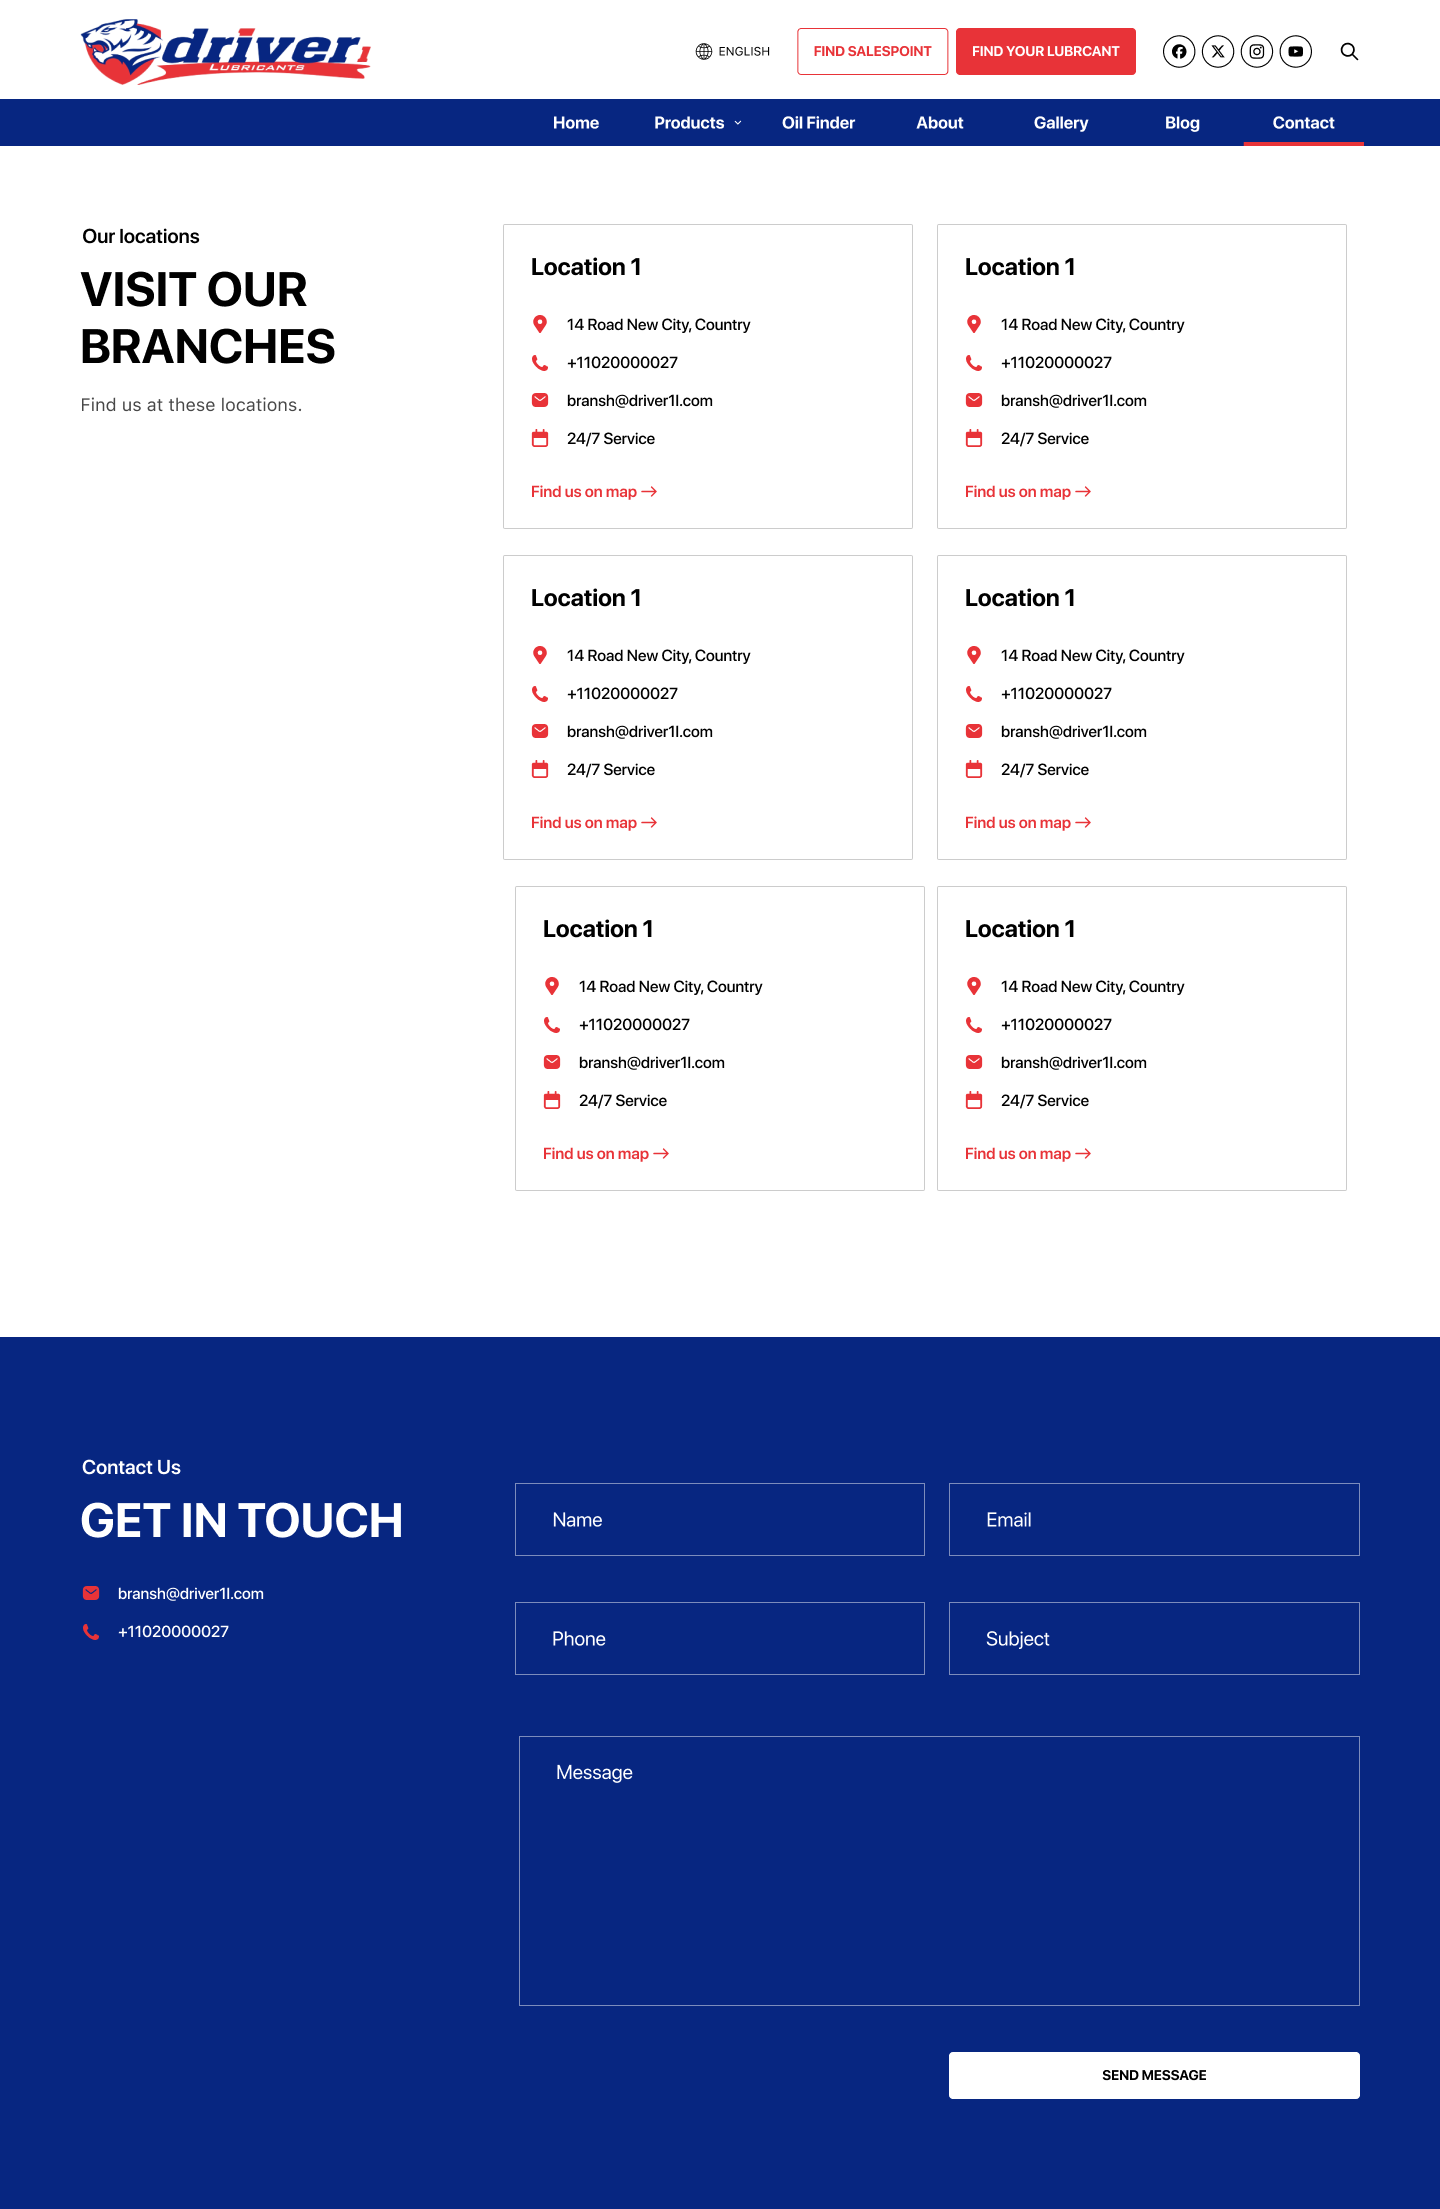 driver1
LUBRICANTS
ENGLISH
FIND SALESPOINT
FIND YOUR LUBRCANT
Home
Products
Oil Finder
About
Gallery
Blog
Contact
Our locations
VISIT OUR
BRANCHES
Find us at these locations.
Location 1
14 Road New City, Country
+11020000027
bransh@driver1l.com
24/7 Service
Find us on map
Location 1
14 Road New City, Country
+11020000027
bransh@driver1l.com
24/7 Service
Find us on map
Location 1
14 Road New City, Country
+11020000027
bransh@driver1l.com
24/7 Service
Find us on map
Location 1
14 Road New City, Country
+11020000027
bransh@driver1l.com
24/7 Service
Find us on map
Location 1
14 Road New City, Country
+11020000027
bransh@driver1l.com
24/7 Service
Find us on map
Location 1
14 Road New City, Country
+11020000027
bransh@driver1l.com
24/7 Service
Find us on map
Contact Us
GET IN TOUCH
bransh@driver1l.com
+11020000027
Name
Email
Phone
Subject
Message
SEND MESSAGE